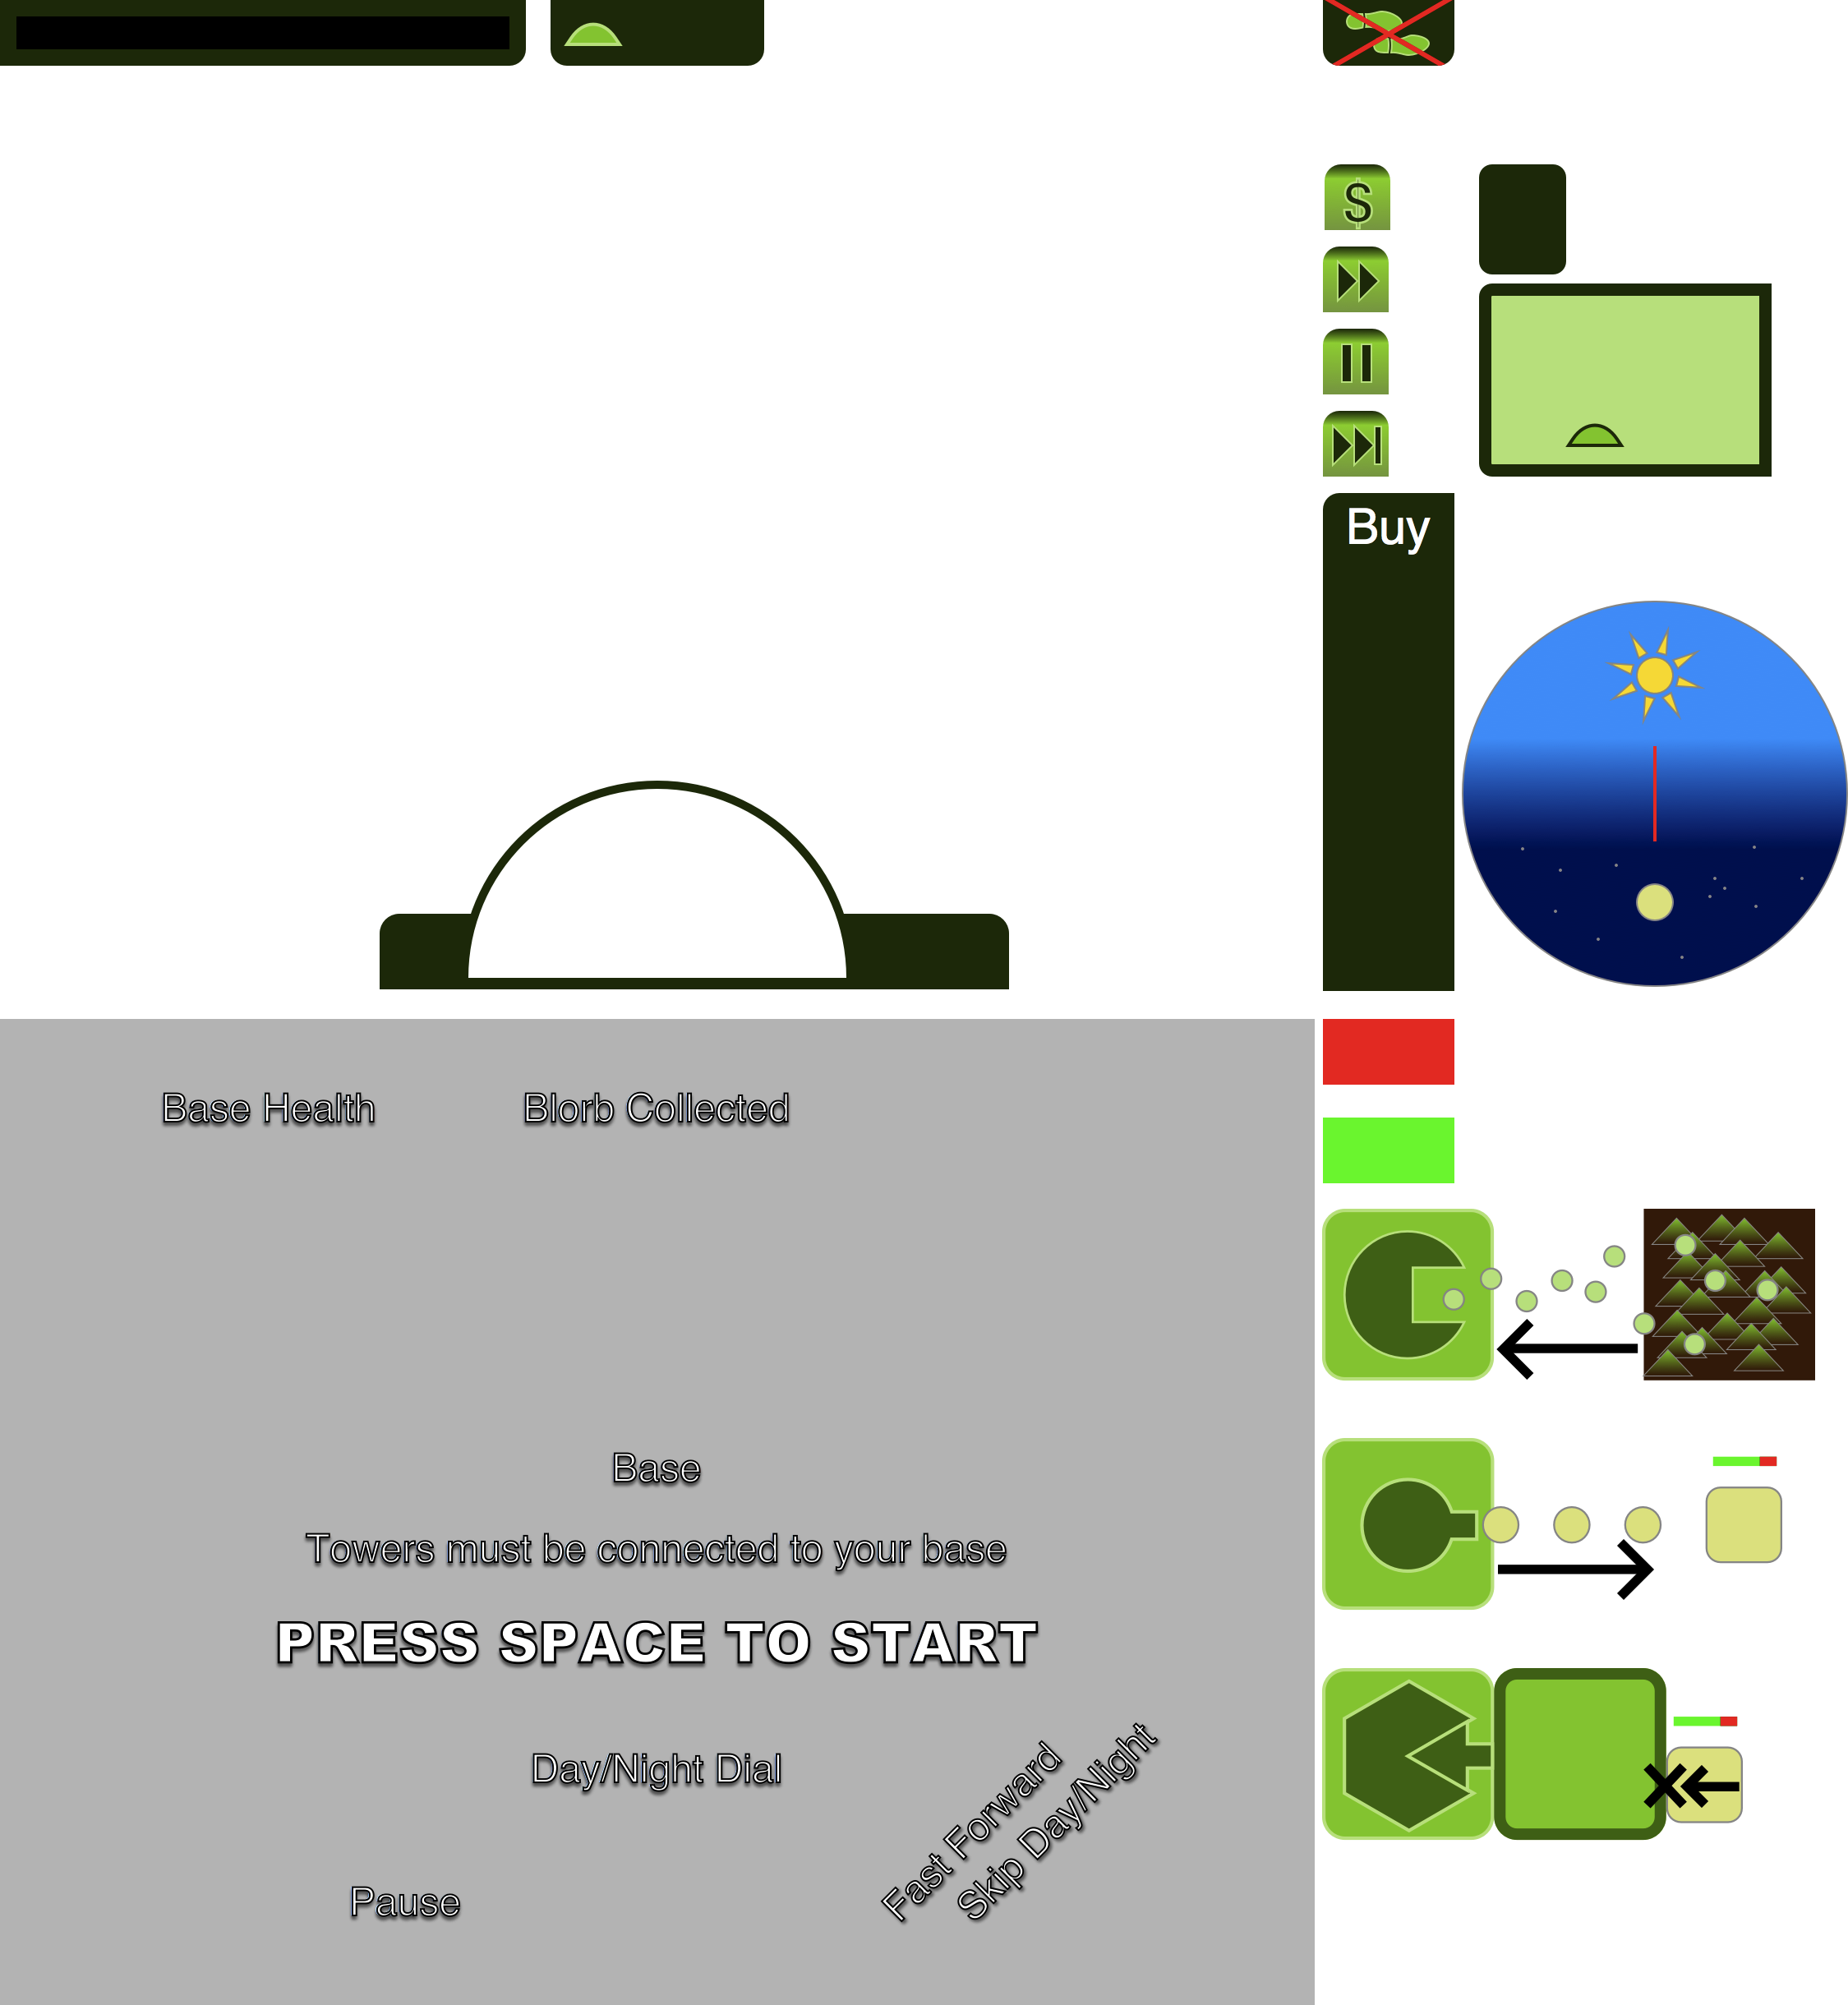 $
Buy
Base Health
Blorb Collected
Base
Towers must be connected to your base
PRESS SPACE TO START
Day/Night Dial
Fast Forward
Skip Day/Night
Pause